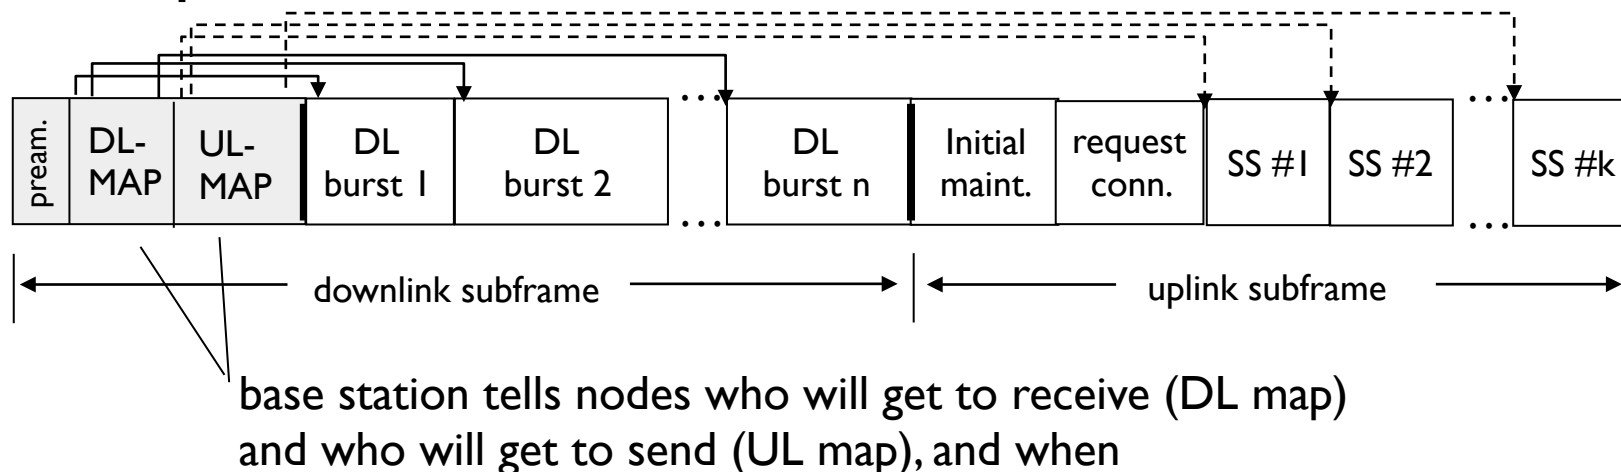 pream.
DL-
MAP
UL-
MAP
DL
burst 1
DL
burst 2
...
...
DL
burst n
Initial
maint.
request
conn.
SS #1
SS #2
...
...
SS #k
downlink subframe
uplink subframe
base station tells nodes who will get to receive (DL map)
and who will get to send (UL map), and when